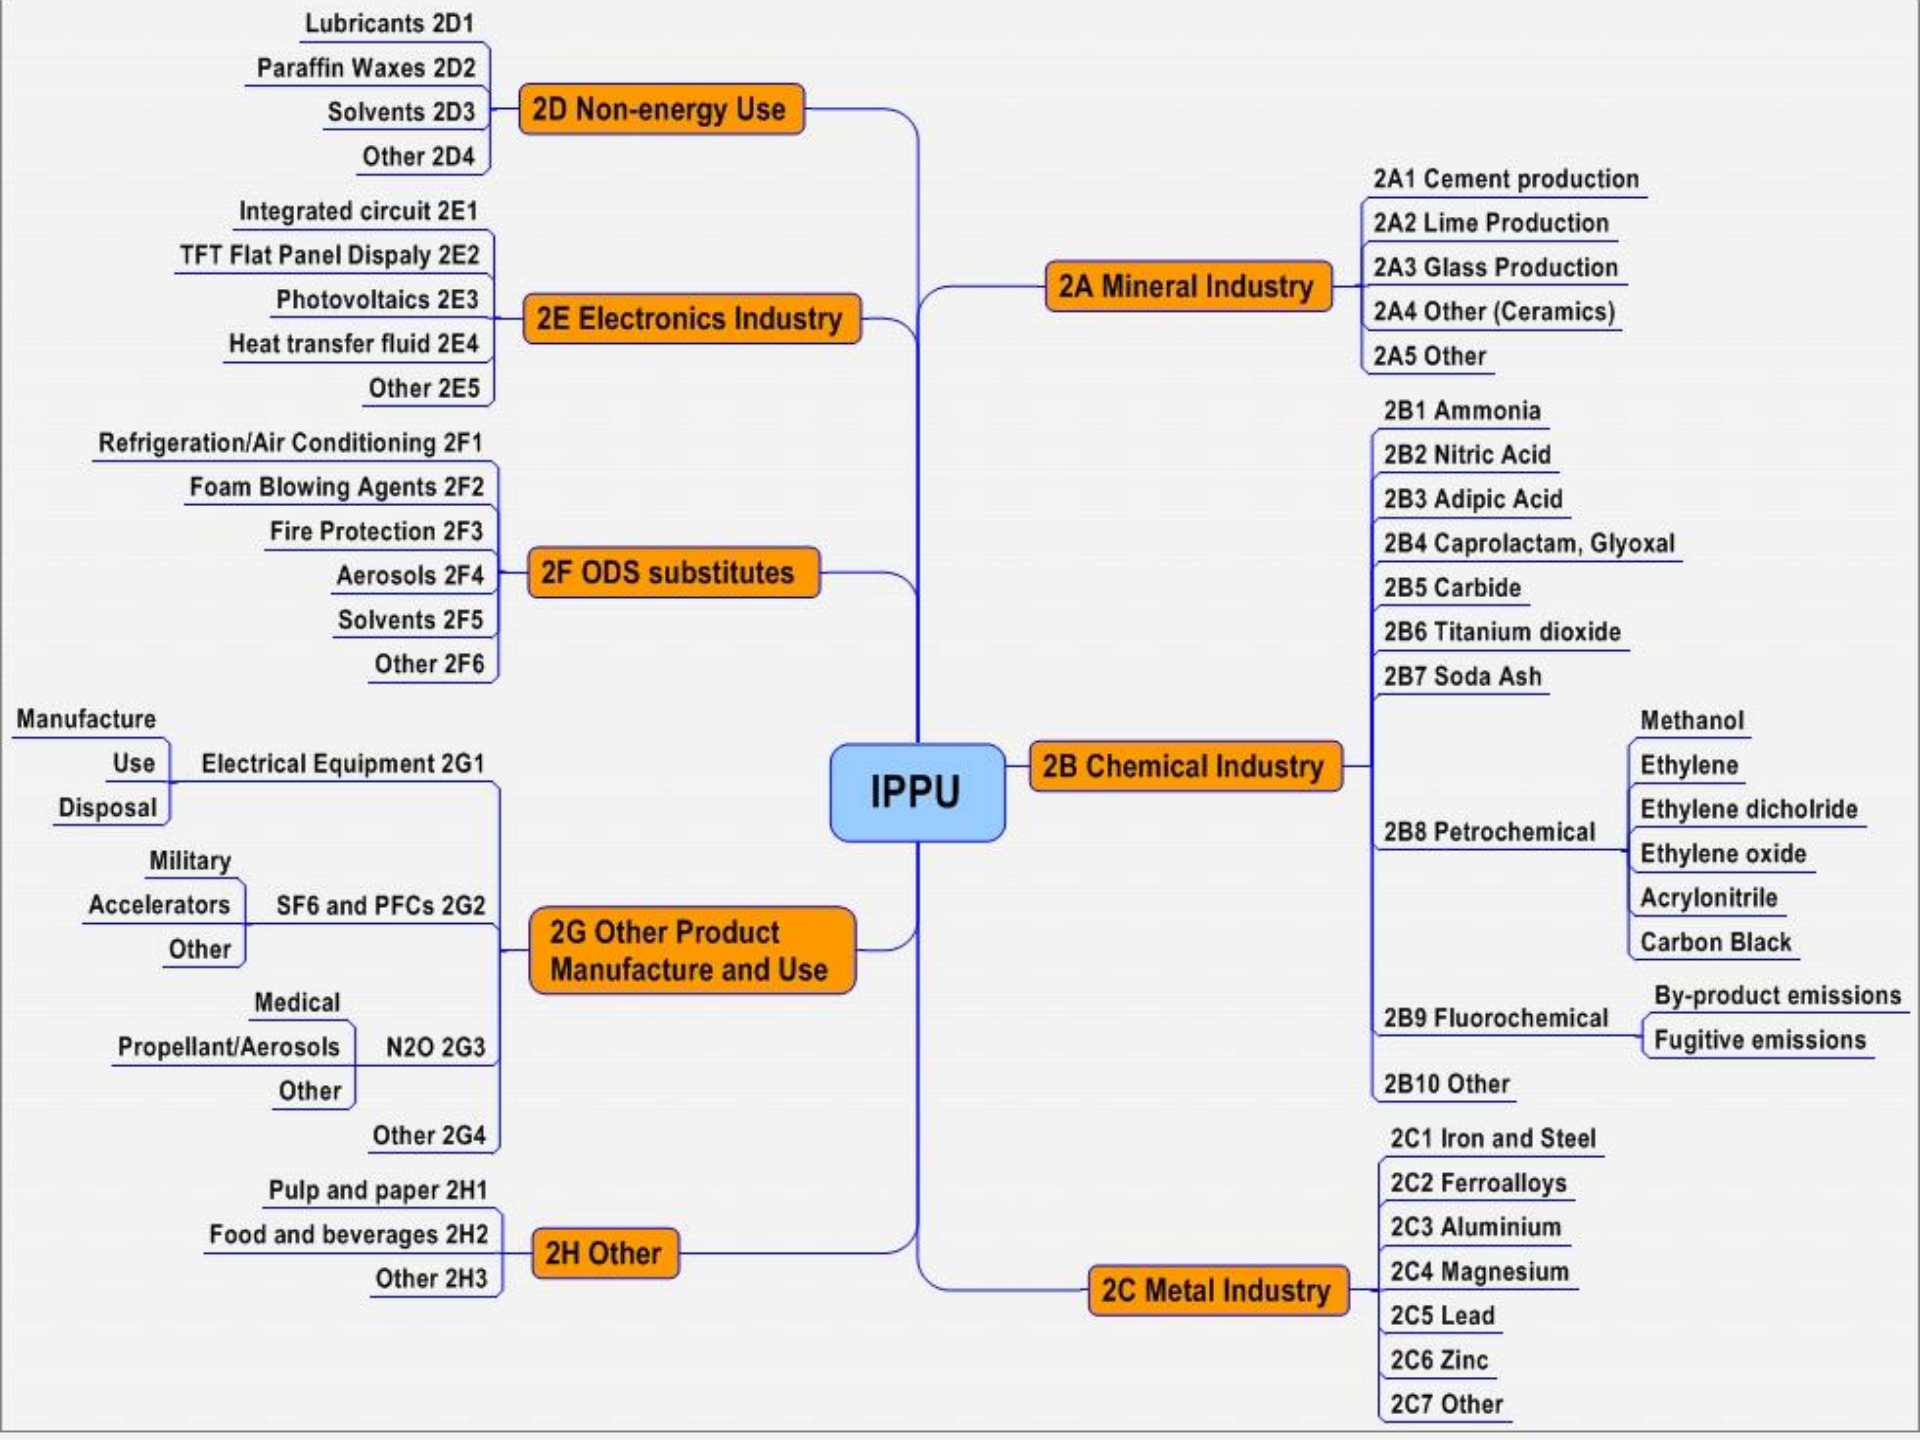 Lubricants 2D1
Paraffin Waxes 2D2
Solvents 2D3
Other 2D4
2D Non-energy Use
Integrated circuit 2E1
TFT Flat Panel Dispaly 2E2
Photovoltaics 2E3
Heat transfer fluid 2E4
Other 2E5
2E Electronics Industry
Refrigeration/Air Conditioning 2F1
Foam Blowing Agents 2F2
Fire Protection 2F3
Aerosols 2F4
Solvents 2F5
Other 2F6
2F ODS substitutes
Manufacture
Use
Disposal
Electrical Equipment 2G1
Military
Accelerators
Other
SF6 and PFCs 2G2
Medical
Propellant/Aerosols
Other
N2O 2G3
Other 2G4
2G Other Product
Manufacture and Use
Pulp and paper 2H1
Food and beverages 2H2
Other 2H3
2H Other
IPPU
2A Mineral Industry
2A1 Cement production
2A2 Lime Production
2A3 Glass Production
2A4 Other (Ceramics)
2A5 Other
2B Chemical Industry
2B1 Ammonia
2B2 Nitric Acid
2B3 Adipic Acid
2B4 Caprolactam, Glyoxal
2B5 Carbide
2B6 Titanium dioxide
2B7 Soda Ash
2B8 Petrochemical
Methanol
Ethylene
Ethylene dicholride
Ethylene oxide
Acrylonitrile
Carbon Black
2B9 Fluorochemical
By-product emissions
Fugitive emissions
2B10 Other
2C Metal Industry
2C1 Iron and Steel
2C2 Ferroalloys
2C3 Aluminium
2C4 Magnesium
2C5 Lead
2C6 Zinc
2C7 Other